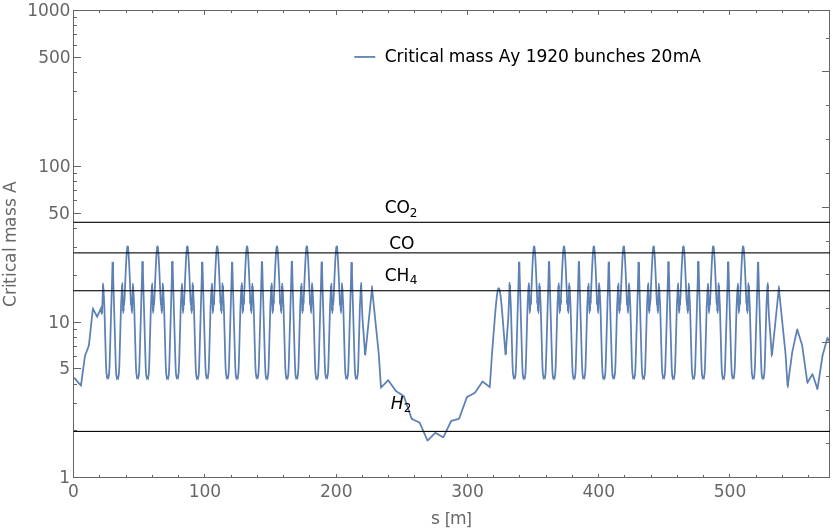 1000
500
100
50
10
5
1
Critical mass A
Critical mass Ay 1920 bunches 20mA
CO₂
CO
CH₄
H₂
0 100 200 300 400 500
s [m]